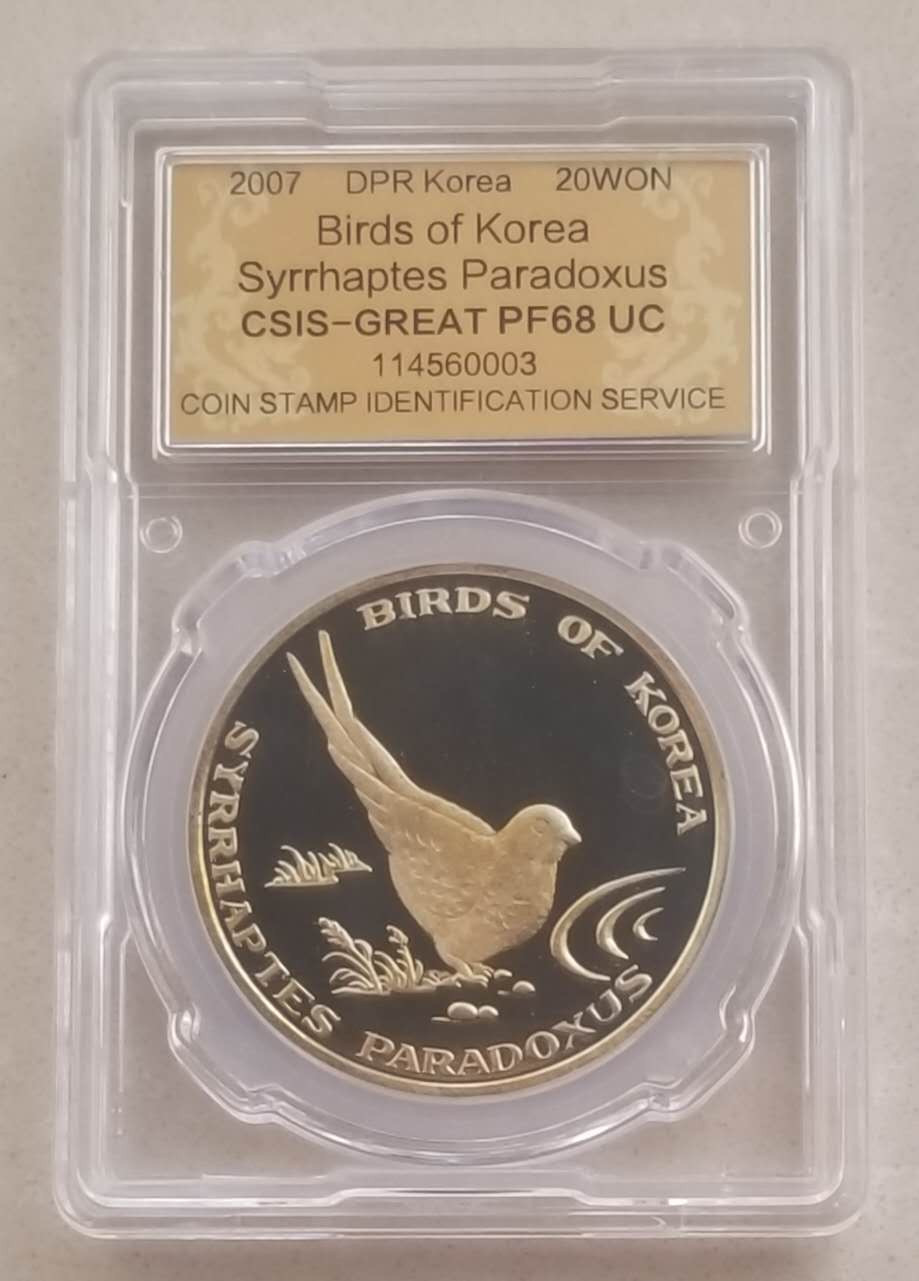 2007 DPR Korea 20WON
Birds of Korea
Syrrhaptes Paradoxus
CSIS-GREAT PF68 UC
114560003
COIN STAMP IDENTIFICATION SERVICE
BIRDS OF KOREA
SYRRHAPTES PARADOXUS